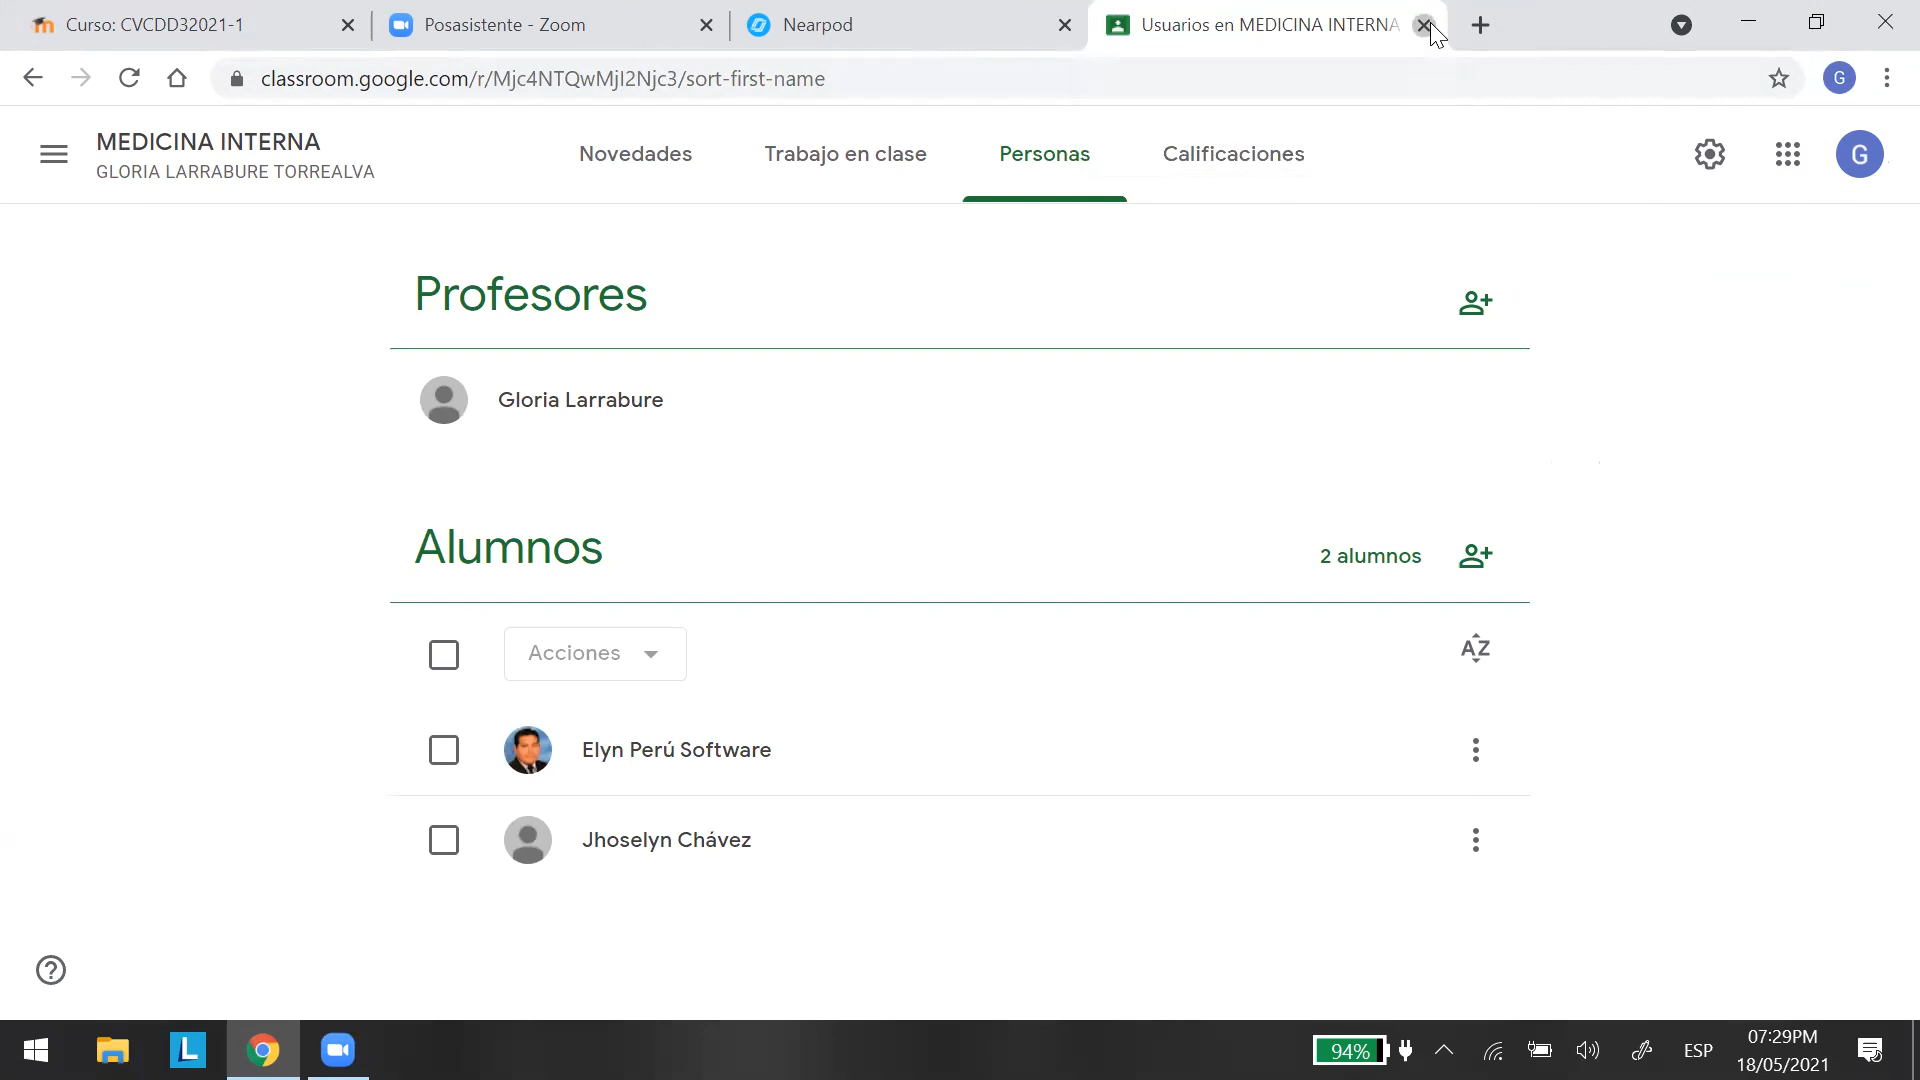 Curso: CVCDD32021-1
Posasistente - Zoom
Nearpod
Usuarios en MEDICINA INTERNA
classroom.google.com/r/Mjc4NTQwMjI2Njc3/sort-first-name
G
MEDICINA INTERNA
GLORIA LARRABURE TORREALVA
Novedades
Trabajo en clase
Personas
Calificaciones
G
Profesores
Gloria Larrabure
Alumnos
2 alumnos
Acciones
AZ
Elyn Perú Software
Jhoselyn Chávez
L
94%
ESP
07:29PM
18/05/2021